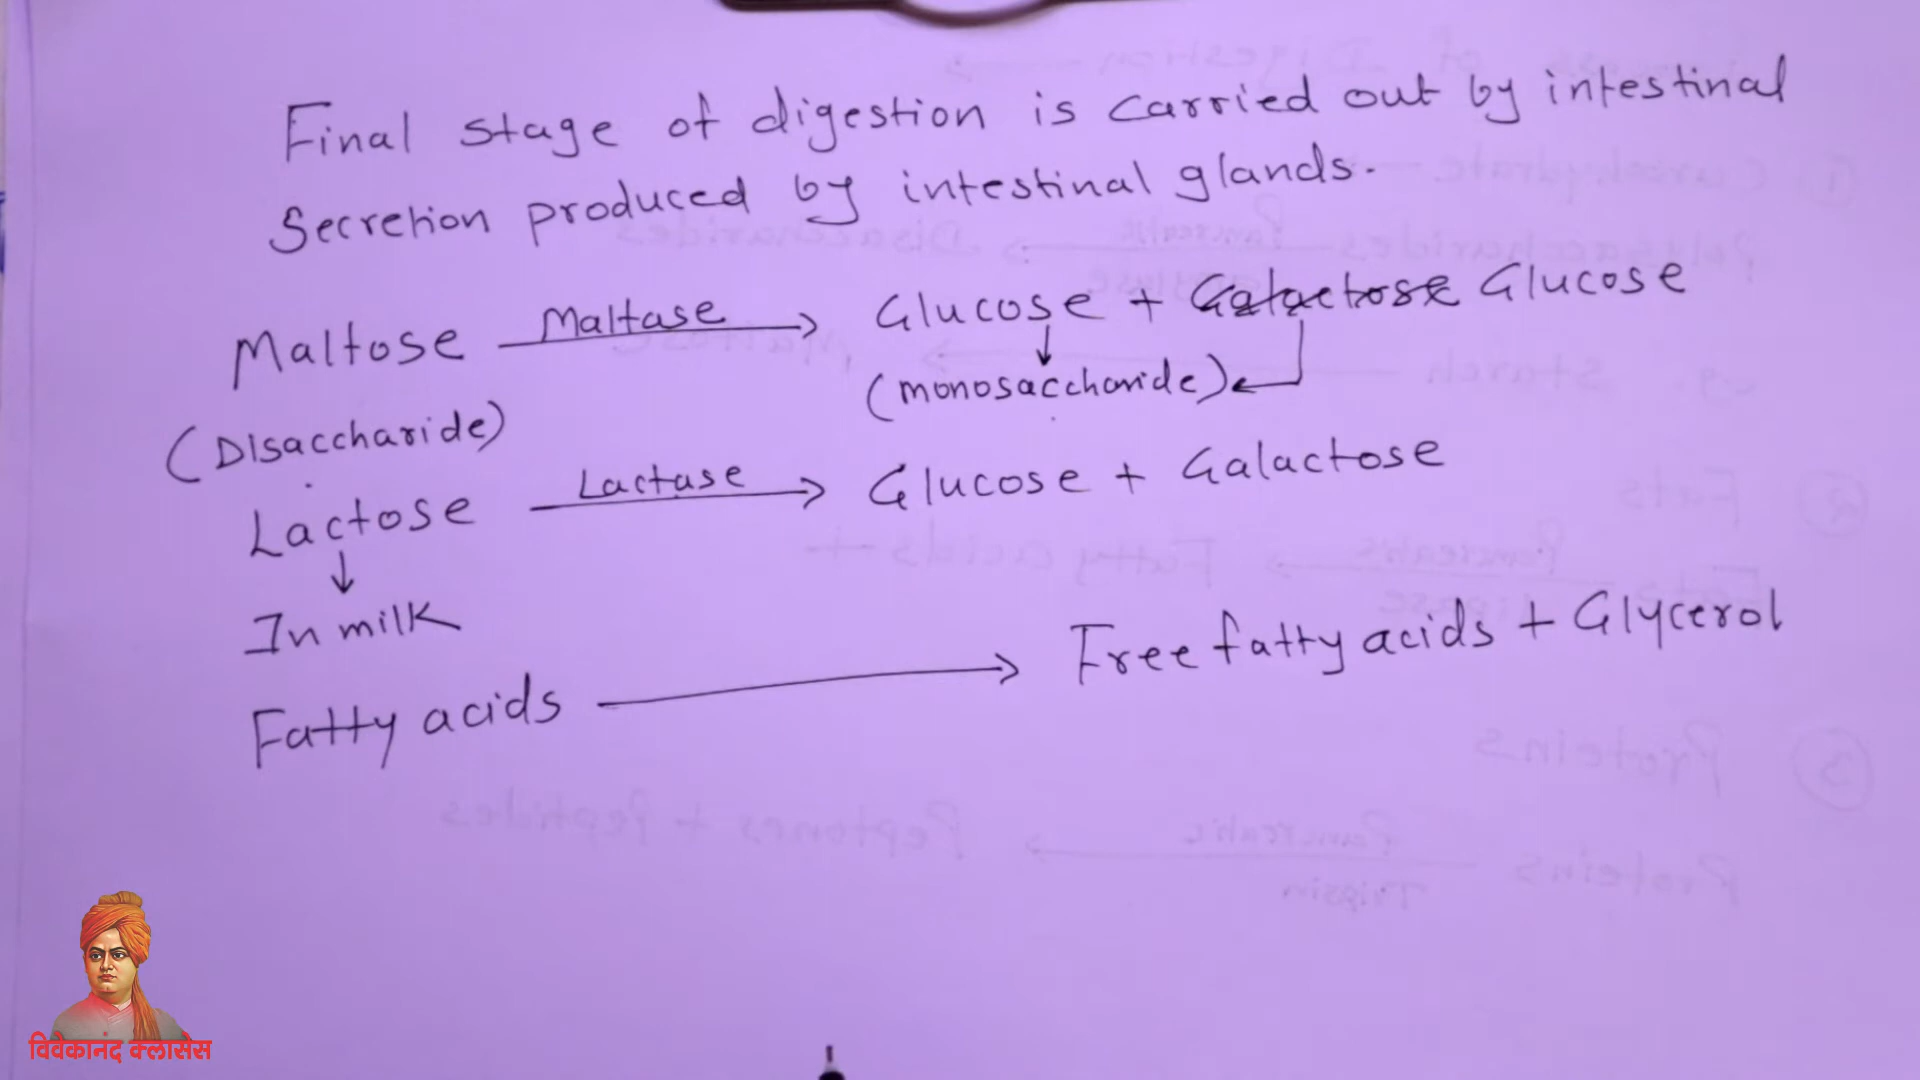 Final stage of digestion is carried out by intestinal
Secretion produced by intestinal glands.
Maltose Maltase → Glucose + Galactose Glucose
(Disaccharide) (monosaccharide)
Lactose Lactase → Glucose + Galactose
↓
In milk
Fatty acids → Free fatty acids + Glycerol
विवेकानंद क्लासेस